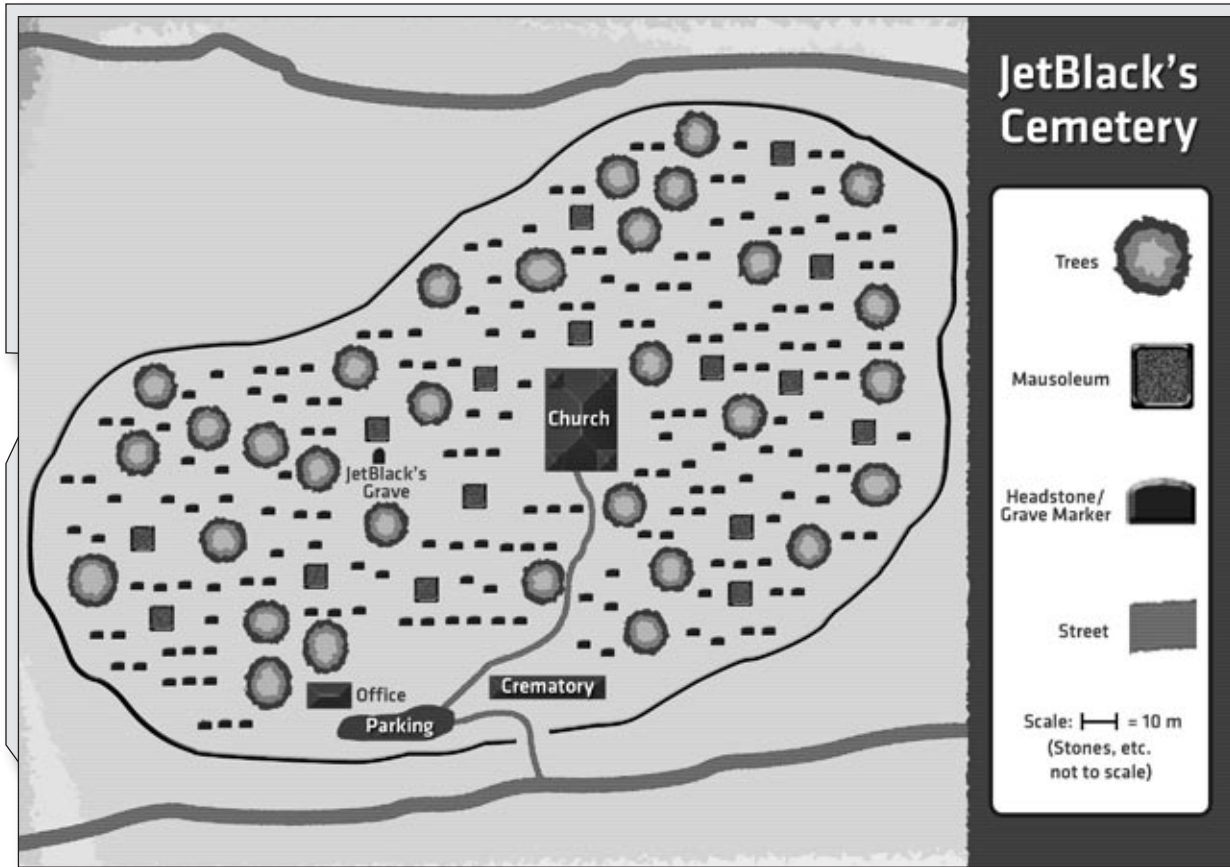 JetBlack's
Cemetery
Trees
Mausoleum
Headstone/
Grave Marker
Street
Scale: = 10 m
(Stones, etc.
not to scale)
Church
JetBlack's
Grave
Office
Crematory
Parking